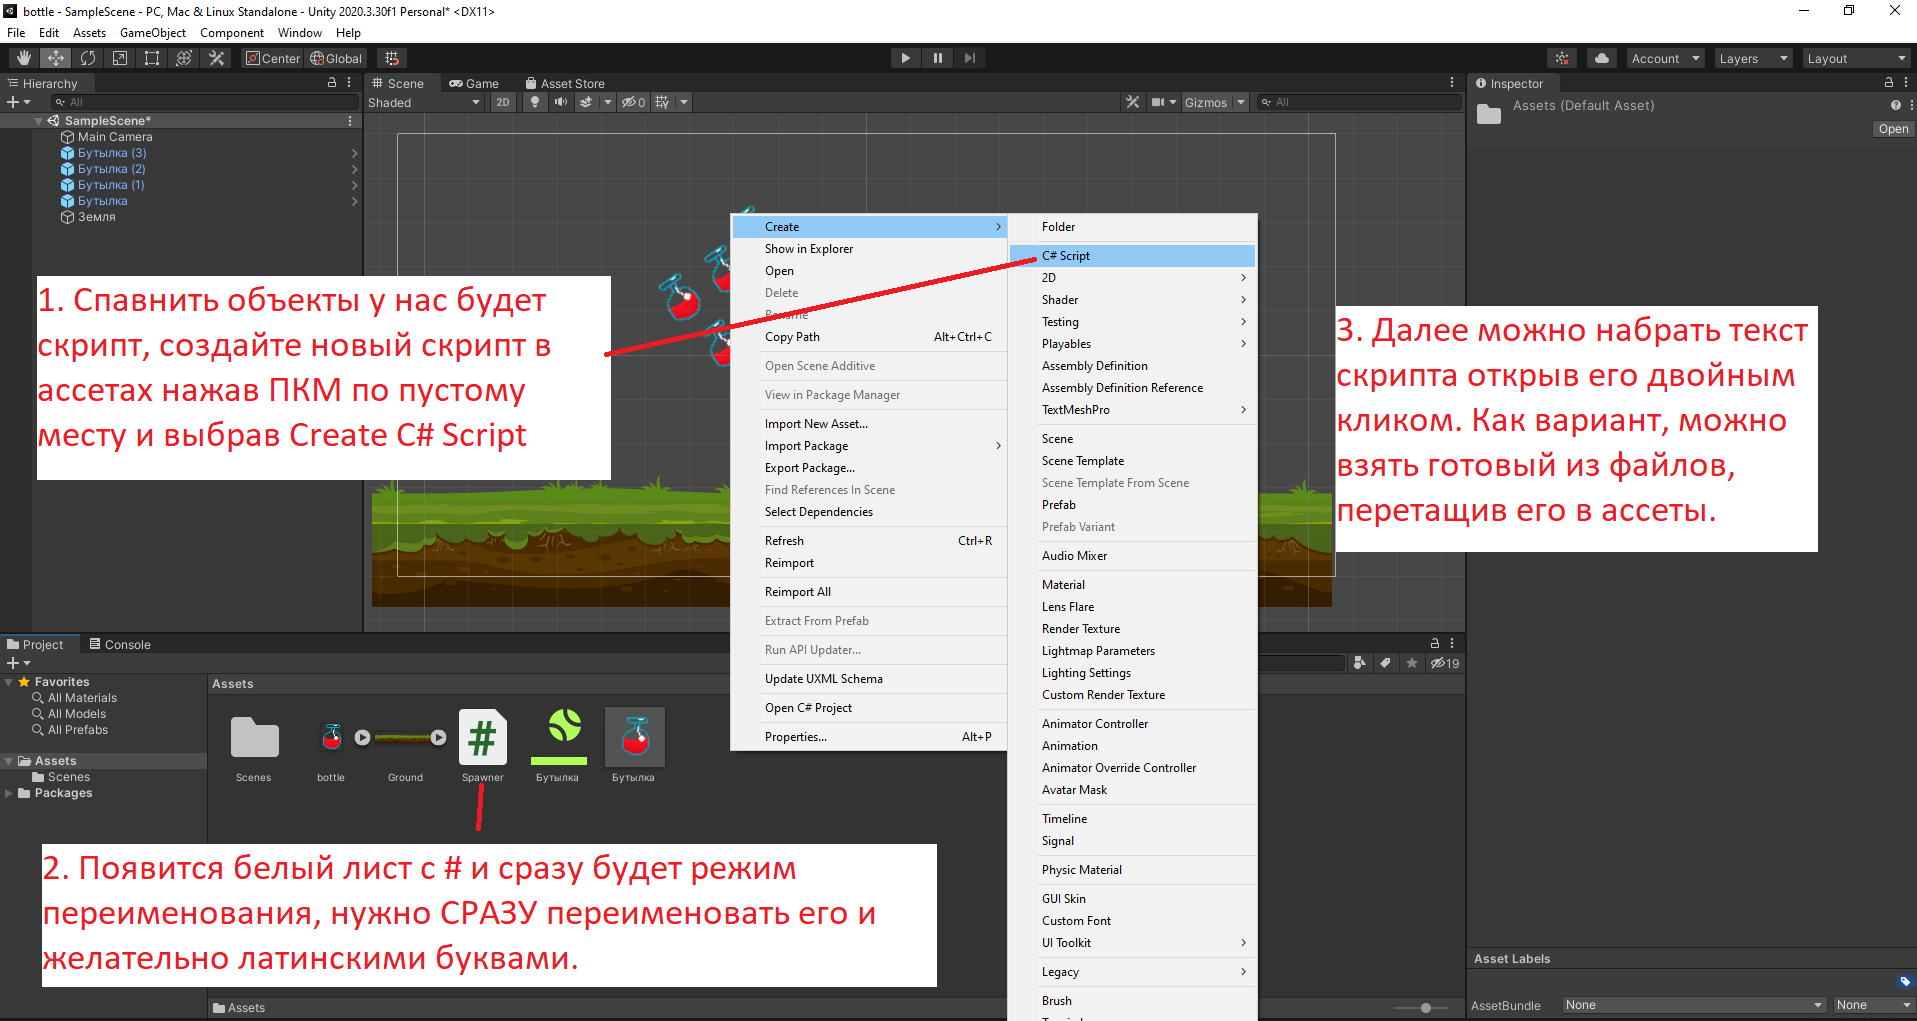 bottle - SampleScene - PC, Mac & Linux Standalone - Unity 2020.3.30f1 Personal* <DX11>
File Edit Assets GameObject Component Window Help
Center Global
Account Layers Layout
Hierarchy
All
SampleScene*
Main Camera
Бутылка (3)
Бутылка (2)
Бутылка (1)
Бутылка
Земля
Scene Game Asset Store
Shaded 2D 0 Gizmos All
Inspector
Assets (Default Asset)
Open
1. Спавнить объекты у нас будет
скрипт, создайте новый скрипт в
ассетах нажав ПКМ по пустому
месту и выбрав Create C# Script
Create
Show in Explorer
Open
Delete
Rename
Copy Path Alt+Ctrl+C
Open Scene Additive
View in Package Manager
Import New Asset...
Import Package
Export Package...
Find References In Scene
Select Dependencies
Refresh Ctrl+R
Reimport
Reimport All
Extract From Prefab
Run API Updater...
Update UXML Schema
Open C# Project
Properties... Alt+P
Folder
C# Script
2D
Shader
Testing
Playables
Assembly Definition
Assembly Definition Reference
TextMeshPro
Scene
Scene Template
Scene Template From Scene
Prefab
Prefab Variant
Audio Mixer
Material
Lens Flare
Render Texture
Lightmap Parameters
Lighting Settings
Custom Render Texture
Animator Controller
Animation
Animator Override Controller
Avatar Mask
Timeline
Signal
Physic Material
GUI Skin
Custom Font
UI Toolkit
Legacy
Brush
3. Далее можно набрать текст
скрипта открыв его двойным
кликом. Как вариант, можно
взять готовый из файлов,
перетащив его в ассеты.
Project Console
19
Favorites
All Materials
All Models
All Prefabs
Assets
Scenes
Packages
Assets
Scenes bottle Ground Spawner Бутылка Бутылка
2. Появится белый лист с # и сразу будет режим
переименования, нужно СРАЗУ переименовать его и
желательно латинскими буквами.
Assets
Asset Labels
AssetBundle None None